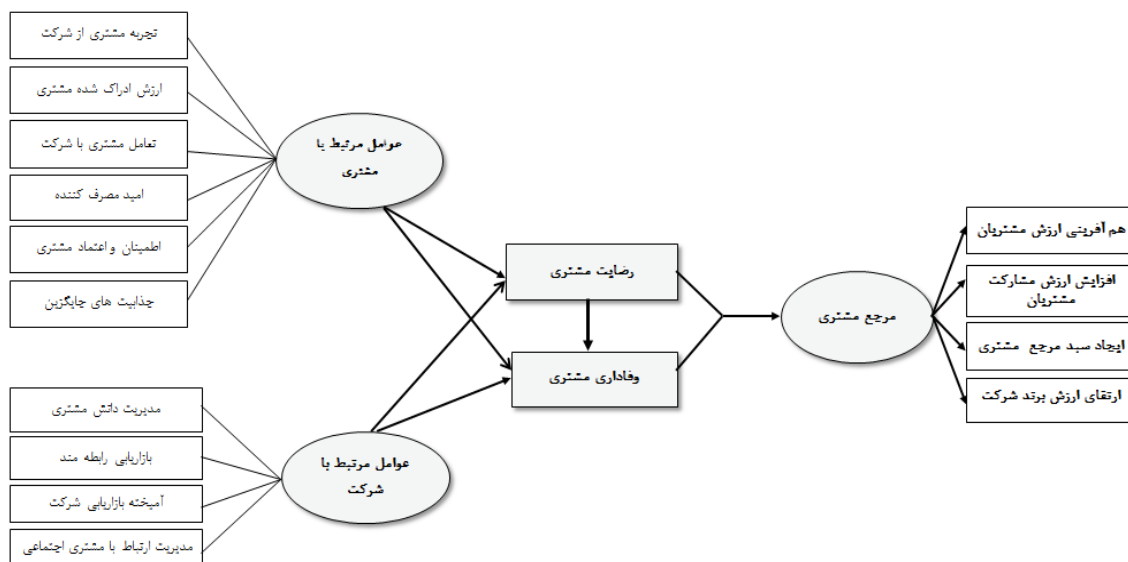 تجربه مشتری از شرکت
ارزش ادراک شده مشتری
تعامل مشتری با شرکت
امید مصرف کننده
اطمینان و اعتماد مشتری
جذابیت های جایگزین
عوامل مرتبط با
مشتری
مدیریت دانش مشتری
بازاریابی رابطه مند
آمیخته بازاریابی شرکت
مدیریت ارتباط با مشتری اجتماعی
عوامل مرتبط با
شرکت
رضایت مشتری
وفاداری مشتری
مرجع مشتری
هم آفرینی ارزش مشتریان
افزایش ارزش مشارکت
مشتریان
ایجاد سبد مرجع مشتری
ارتقای ارزش برند شرکت